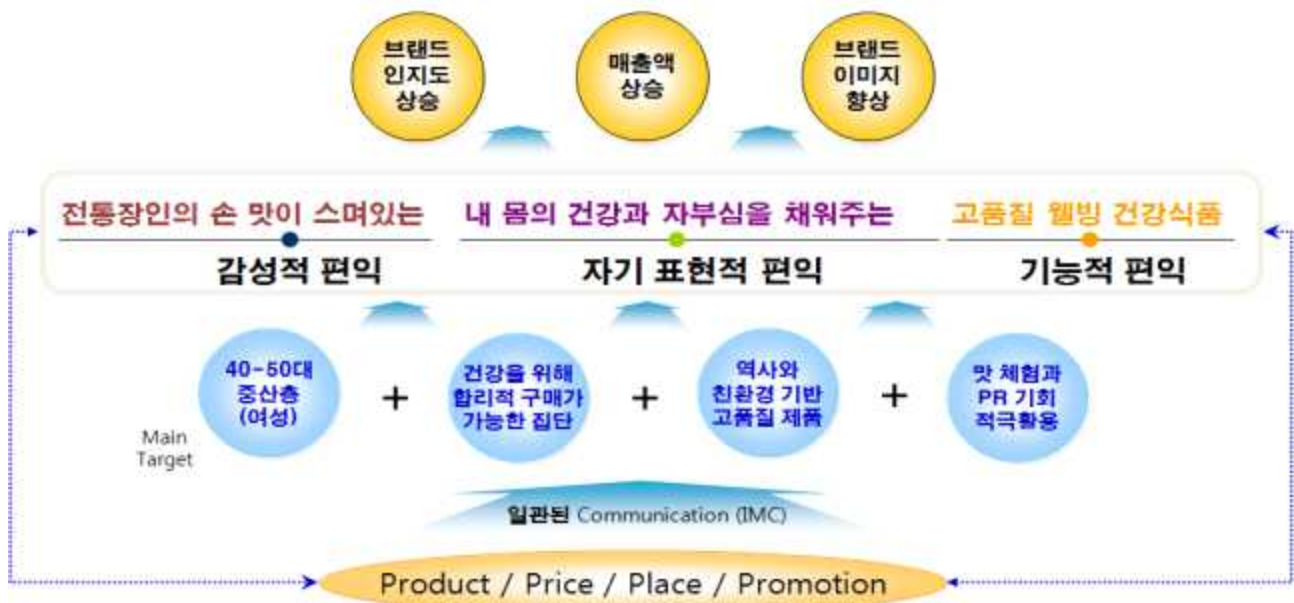 브랜드
인지도
상승
매출액
상승
브랜드
이미지
향상
전통장인의 손 맛이 스며있는
내 몸의 건강과 자부심을 채워주는
고품질 웰빙 건강식품
감성적 편익
자기 표현적 편익
기능적 편익
40-50대
중산층
(여성)
+
건강을 위해
합리적 구매가
가능한 집단
+
역사와
친환경 기반
고품질 제품
+
맛 체험과
PR 기회
적극활용
Main
Target
일관된 Communication (IMC)
Product / Price / Place / Promotion